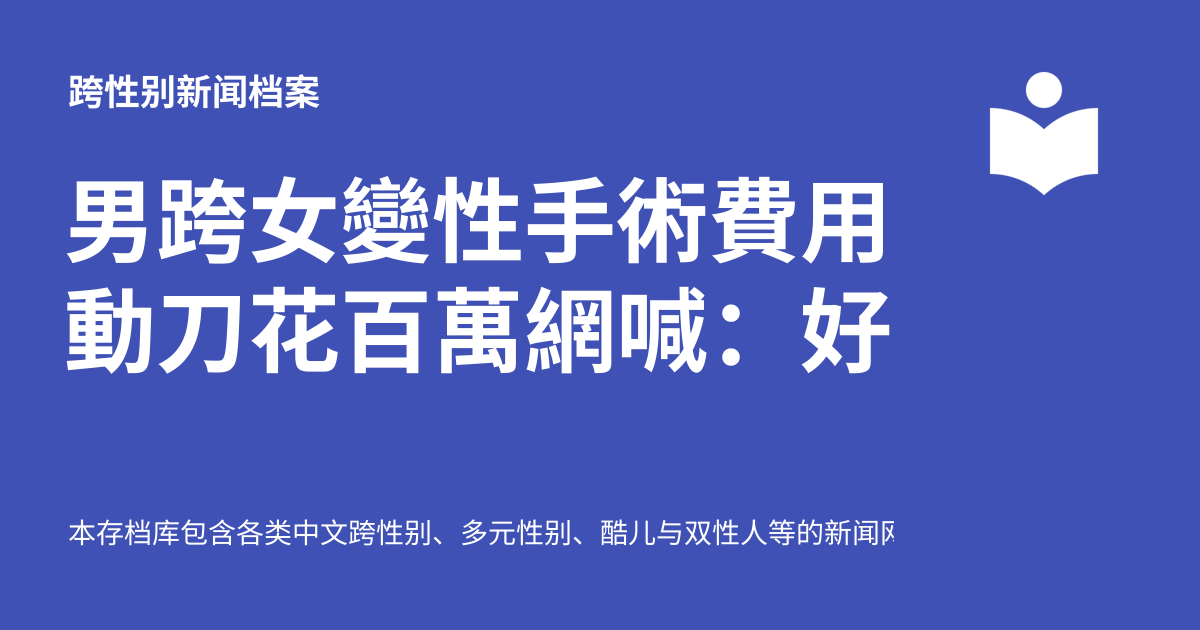 跨性别新闻档案
男跨女變性手術費用
動刀花百萬網喊：好
本存档库包含各类中文跨性别、多元性别、酷儿与双性人等的新闻网